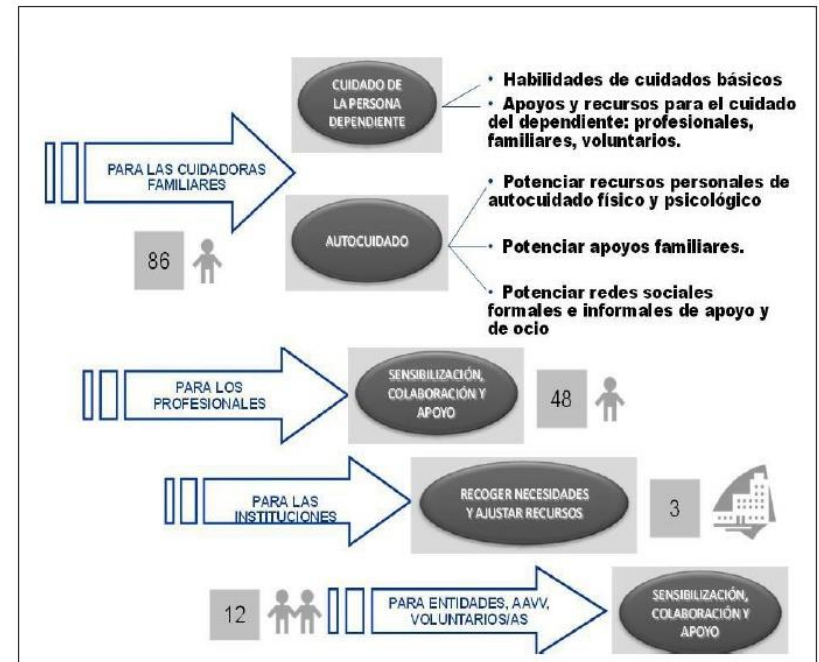 CUIDADO DE
LA PERSONA
DEPENDIENTE
• Habilidades de cuidados básicos
• Apoyos y recursos para el cuidado
del dependiente: profesionales,
familiares, voluntarios.
PARA LAS CUIDADORAS
FAMILIARES
86
AUTOCUIDADO
• Potenciar recursos personales de
autocuidado físico y psicológico
• Potenciar apoyos familiares.
• Potenciar redes sociales
formales e informales de apoyo y
de ocio
PARA LOS
PROFESIONALES
SENSIBILIZACIÓN,
COLABORACIÓN Y
APOYO
48
PARA LAS
INSTITUCIONES
RECOGER NECESIDADES
Y AJUSTAR RECURSOS
3
12
PARA ENTIDADES, AAVV,
VOLUNTARIOS/AS
SENSIBILIZACIÓN,
COLABORACIÓN Y
APOYO